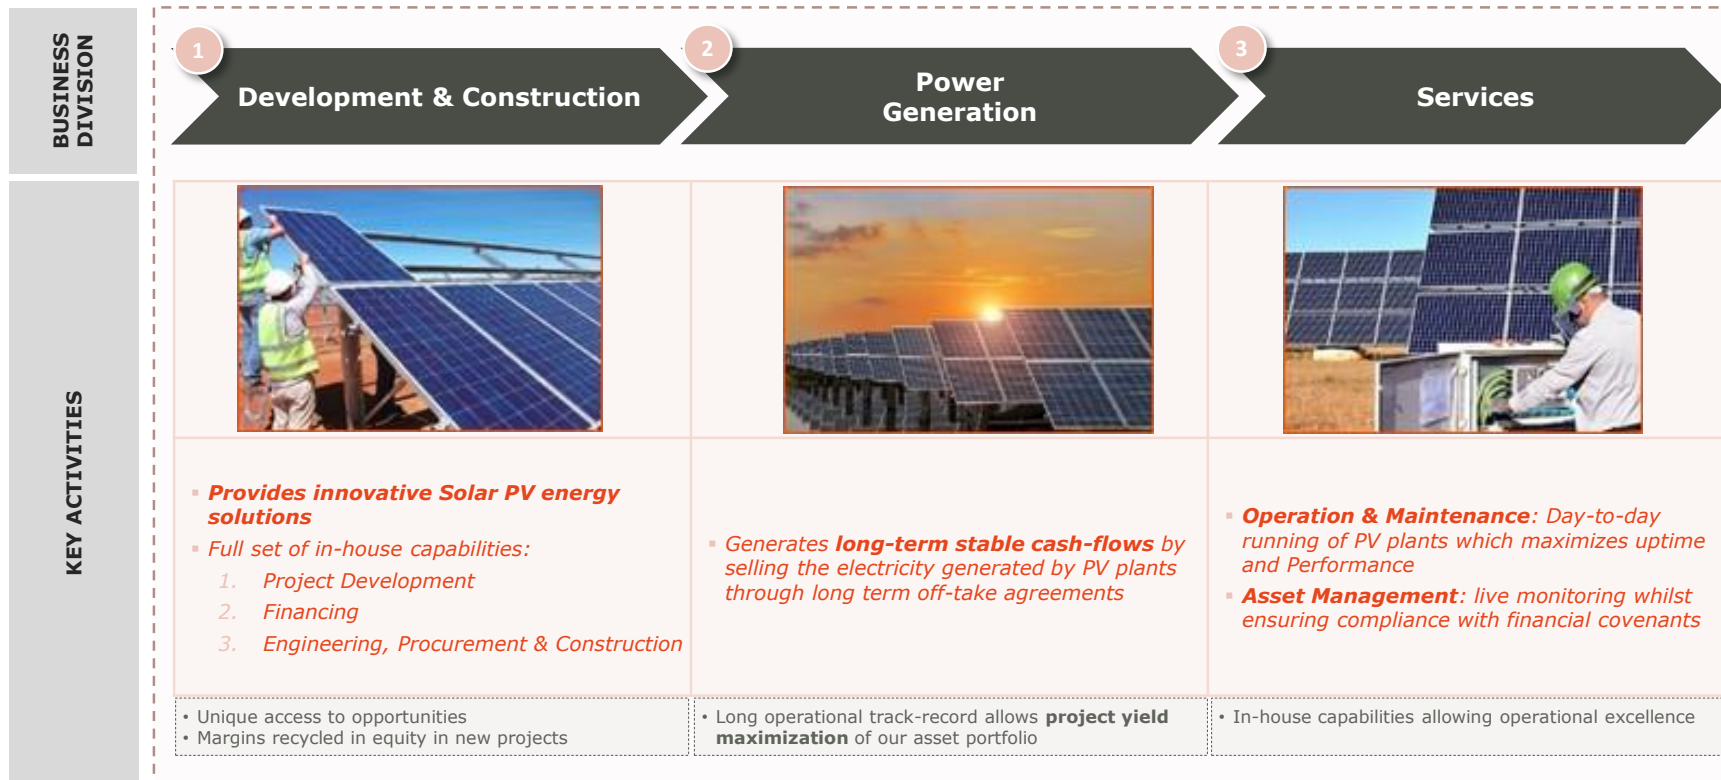 BUSINESS
DIVISION
1
Development & Construction
2
Power
Generation
3
Services
KEY ACTIVITIES
▪ Provides innovative Solar PV energy
solutions
▪ Full set of in-house capabilities:
1. Project Development
2. Financing
3. Engineering, Procurement & Construction
▪ Generates long-term stable cash-flows by
selling the electricity generated by PV plants
through long term off-take agreements
▪ Operation & Maintenance: Day-to-day
running of PV plants which maximizes uptime
and Performance
▪ Asset Management: live monitoring whilst
ensuring compliance with financial covenants
• Unique access to opportunities
• Margins recycled in equity in new projects
• Long operational track-record allows project yield
maximization of our asset portfolio
• In-house capabilities allowing operational excellence